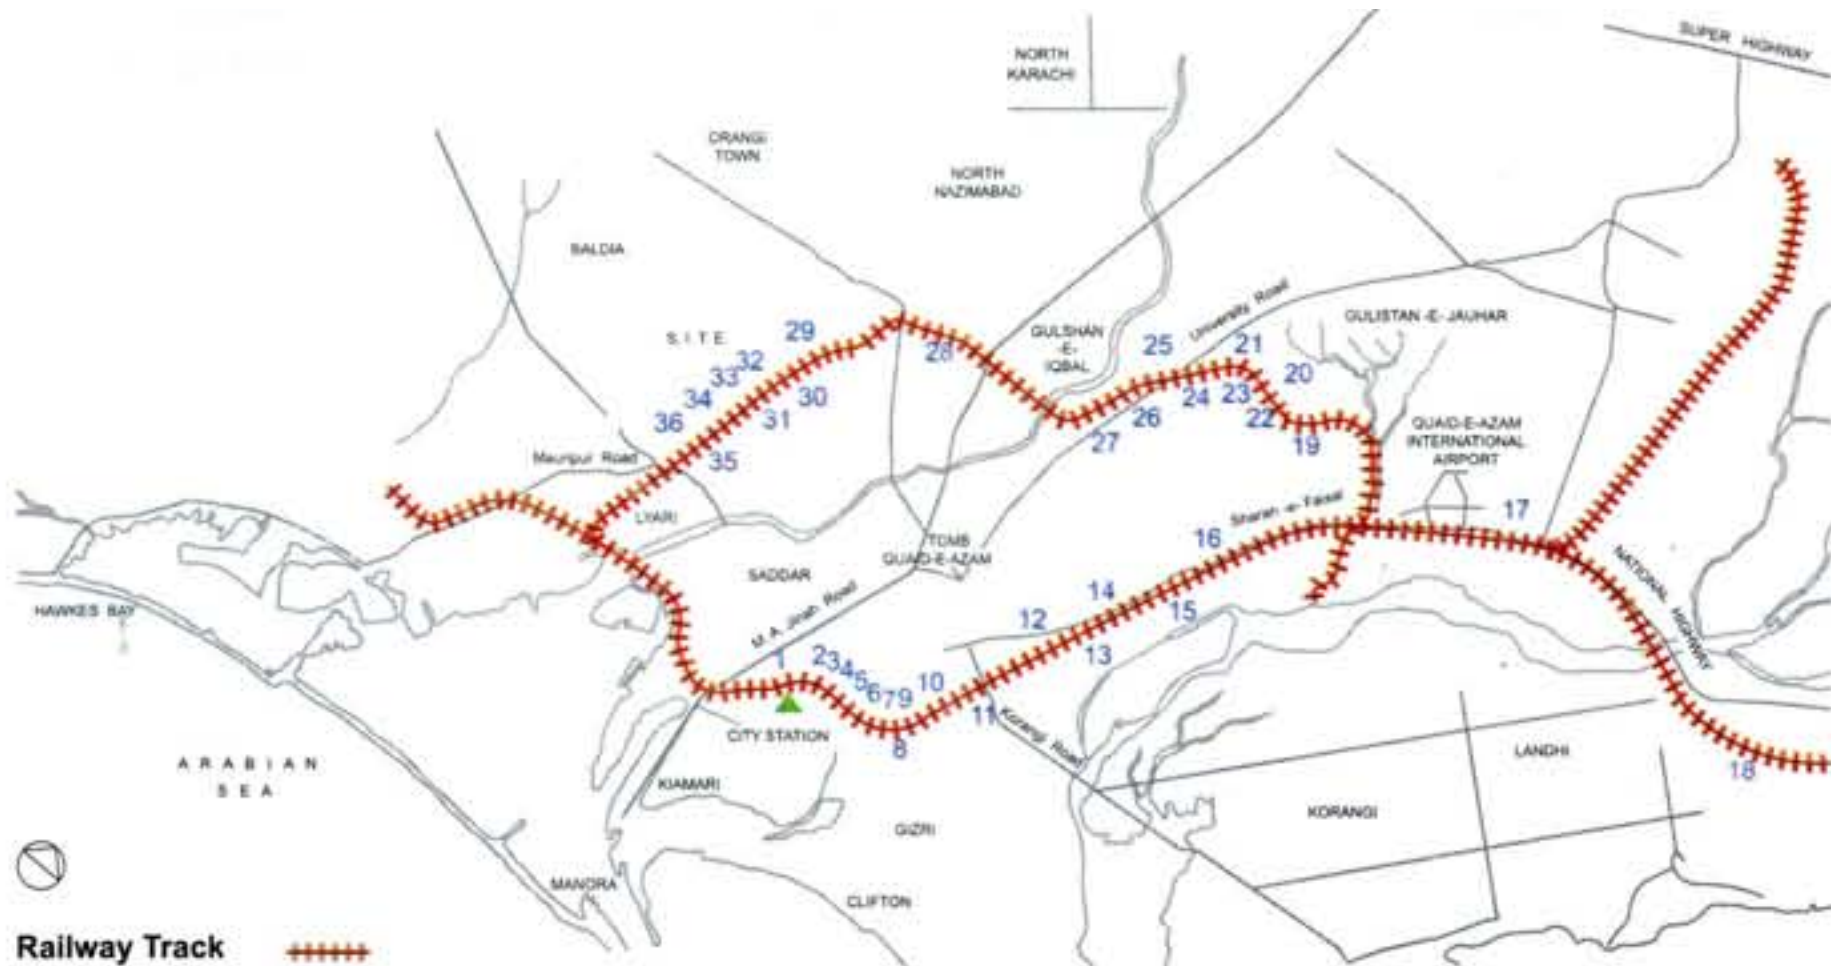 SUPER HIGHWAY
NORTH
KARACHI
ORANGI
TOWN
NORTH
NAZIMABAD
BALDIA
University Road
GULISTAN -E- JAUHAR
S. I. T. E.
29
28
GULSHAN
-E-
IQBAL
25
21
20
32
33
34
36
30
31
35
24
23
22
26
27
19
QUAID-E-AZAM
INTERNATIONAL
AIRPORT
Mauripur Road
LYARI
Sharah -e- Faisal
17
16
TOMB
QUAID-E-AZAM
SADDAR
NATIONAL HIGHWAY
HAWKES BAY
M. A. Jinah Road
14
15
12
13
1
2
3
4
5
6
7
9
10
11
8
Korangi Road
CITY STATION
KIAMARI
LANDHI
18
ARABIAN
SEA
KORANGI
GIZRI
MANORA
CLIFTON
Railway Track